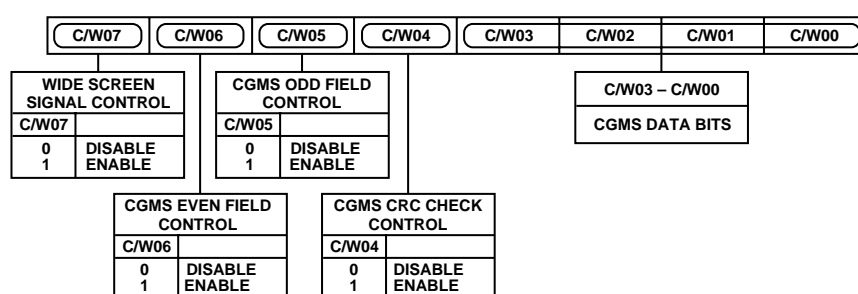 C/W07 C/W06 C/W05 C/W04 C/W03 C/W02 C/W01 C/W00
WIDE SCREEN
SIGNAL CONTROL
C/W07
0 DISABLE
1 ENABLE
CGMS ODD FIELD
CONTROL
C/W05
0 DISABLE
1 ENABLE
C/W03 – C/W00
CGMS DATA BITS
CGMS EVEN FIELD
CONTROL
C/W06
0 DISABLE
1 ENABLE
CGMS CRC CHECK
CONTROL
C/W04
0 DISABLE
1 ENABLE